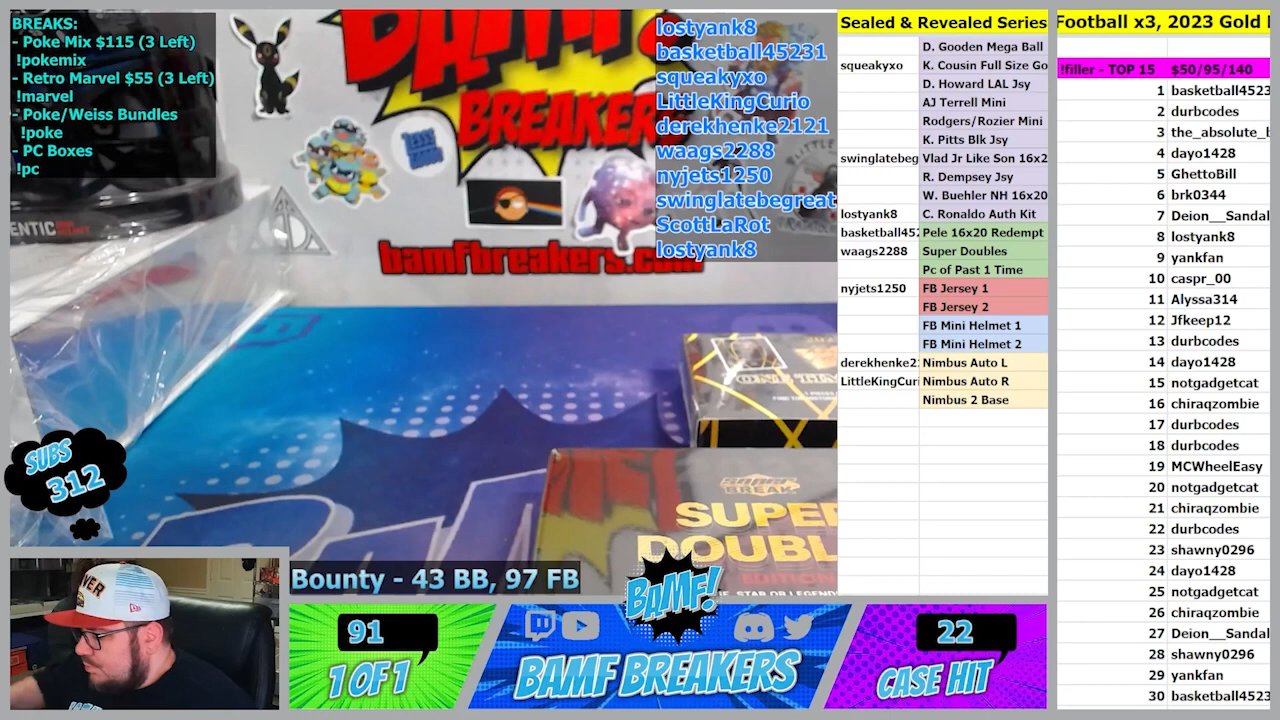 BREAKS:
- Poke Mix $115 (3 Left)
!pokemix
- Retro Marvel $55 (3 Left)
!marvel
- Poke/Weiss Bundles
!poke
- PC Boxes
!pc
BREAKERS
bamfbreakers.com
lostyank8
basketball45231
squeakyxo
LittleKingCurio
derekhenke2121
waags2288
nyjets1250
swinglatebegreat
ScottLaRot
lostyank8
Sealed & Revealed Series
D. Gooden Mega Ball
squeakyxo K. Cousin Full Size Go
D. Howard LAL Jsy
AJ Terrell Mini
Rodgers/Rozier Mini
K. Pitts Blk Jsy
swinglatebeg Vlad Jr Like Son 16x2
R. Dempsey Jsy
W. Buehler NH 16x20
lostyank8 C. Ronaldo Auth Kit
basketball452 Pele 16x20 Redempt
waags2288 Super Doubles
Pc of Past 1 Time
nyjets1250 FB Jersey 1
FB Jersey 2
FB Mini Helmet 1
FB Mini Helmet 2
derekhenke2 Nimbus Auto L
LittleKingCuri Nimbus Auto R
Nimbus 2 Base
Football x3, 2023 Gold
!filler - TOP 15 $50/95/140
1 basketball4523
2 durbcodes
3 the_absolute_b
4 dayo1428
5 GhettoBill
6 brk0344
7 Deion__Sandal
8 lostyank8
9 yankfan
10 caspr_00
11 Alyssa314
12 Jfkeep12
13 durbcodes
14 dayo1428
15 notgadgetcat
16 chiraqzombie
17 durbcodes
18 durbcodes
19 MCWheelEasy
20 notgadgetcat
21 chiraqzombie
22 durbcodes
23 shawny0296
24 dayo1428
25 notgadgetcat
26 chiraqzombie
27 Deion__Sandal
28 shawny0296
29 yankfan
30 basketball4523
SUBS
312
SUPER
DOUBL
EDITION
Bounty - 43 BB, 97 FB
BAMF!
91
1 OF 1
BAMF BREAKERS
22
CASE HIT